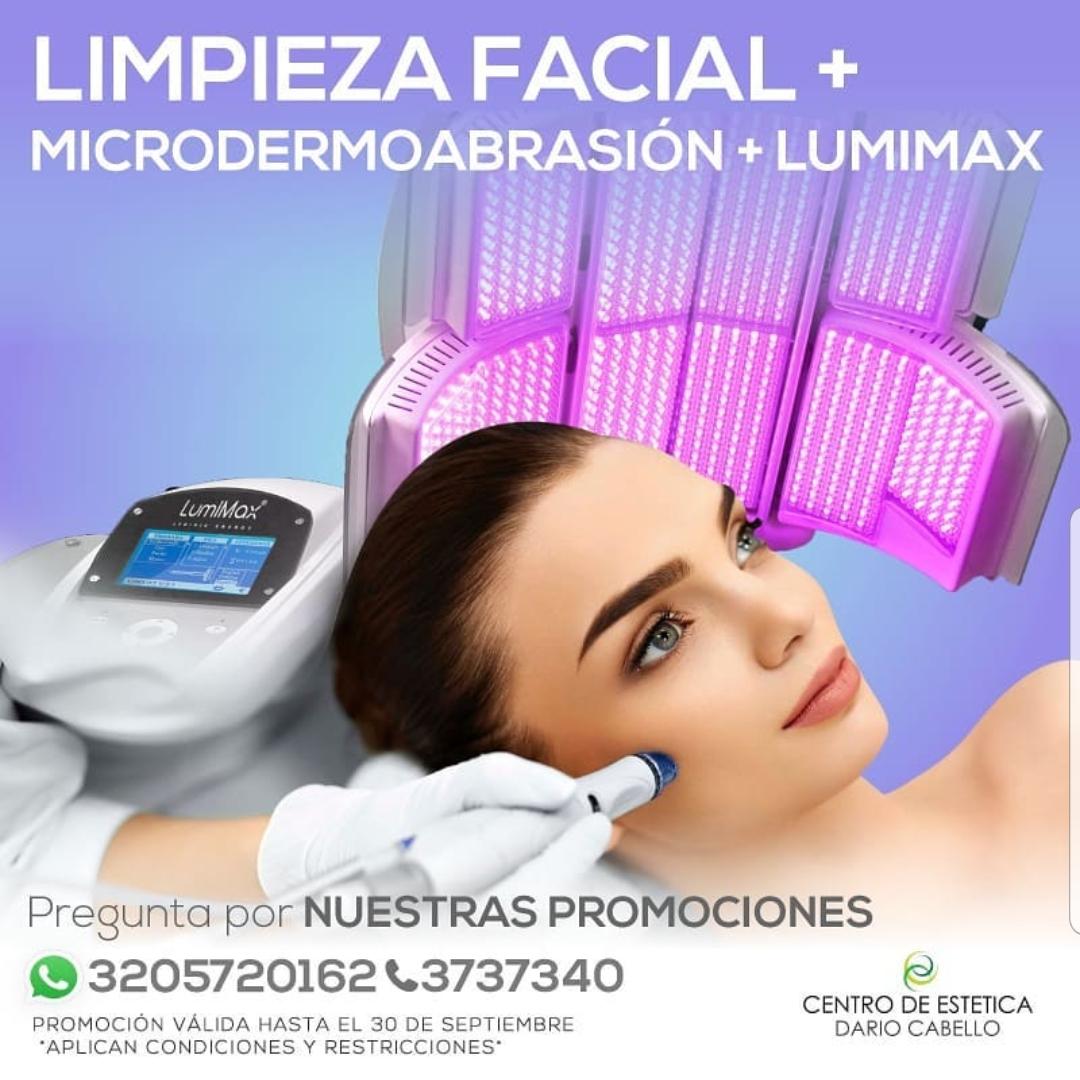 LIMPIEZA FACIAL +
MICRODERMOABRASIÓN + LUMIMAX
LumiMax®
Pregunta por NUESTRAS PROMOCIONES
3205720162 3737340
PROMOCIÓN VÁLIDA HASTA EL 30 DE SEPTIEMBRE
*APLICAN CONDICIONES Y RESTRICCIONES*
CENTRO DE ESTETICA
DARIO CABELLO